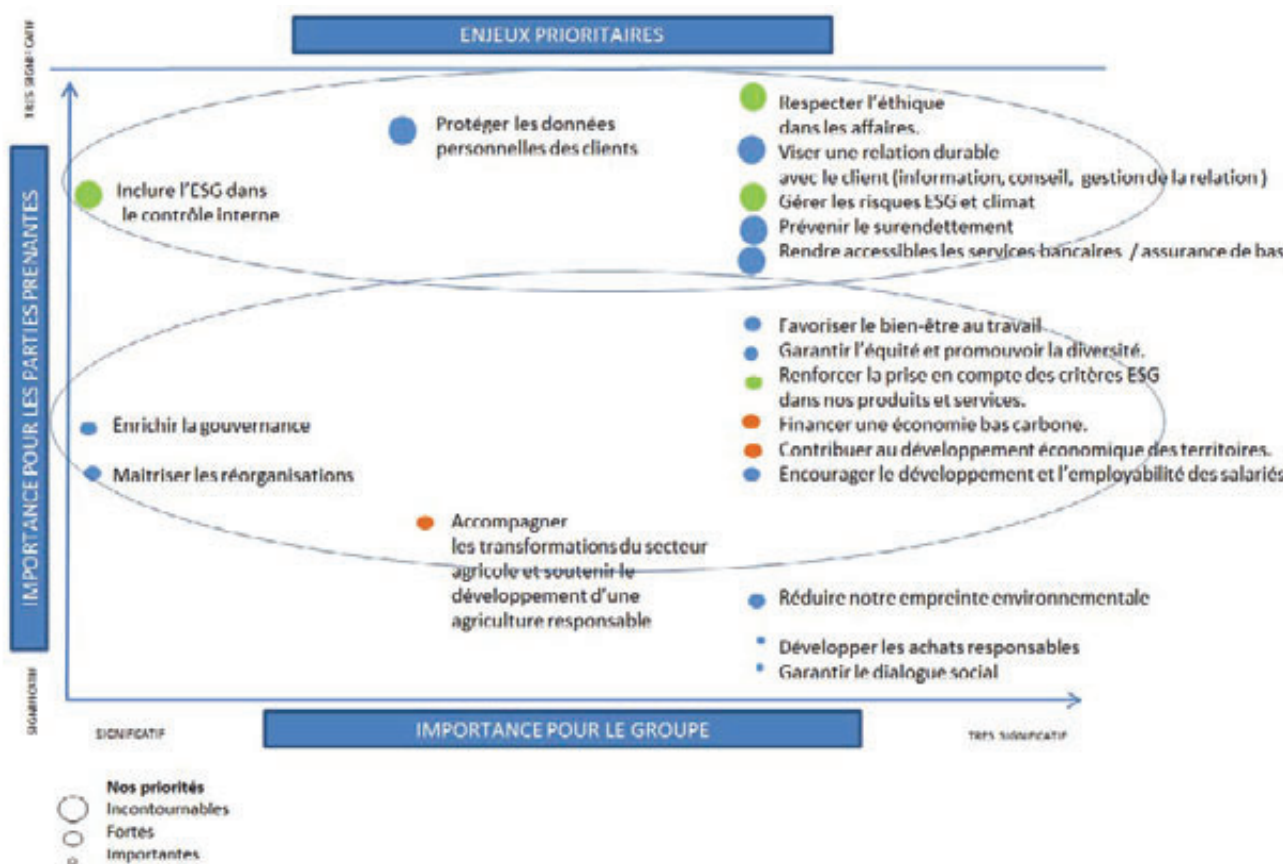 ENJEUX PRIORITAIRES
TRES SIGNIFICATIF
IMPORTANCE POUR LES PARTIES PRENANTES
SIGNIFICATIF
Protéger les données
personnelles des clients
Inclure l'ESG dans
le contrôle interne
Respecter l'éthique
dans les affaires.
Viser une relation durable
avec le client (information, conseil, gestion de la relation )
Gérer les risques ESG et climat
Prévenir le surendettement
Rendre accessibles les services bancaires / assurance de bas
Favoriser le bien-être au travail
Garantir l'équité et promouvoir la diversité.
Renforcer la prise en compte des critères ESG
dans nos produits et services.
Financer une économie bas carbone.
Contribuer au développement économique des territoires.
Encourager le développement et l'employabilité des salariés
Enrichir la gouvernance
Maitriser les réorganisations
Accompagner
les transformations du secteur
agricole et soutenir le
développement d'une
agriculture responsable
Réduire notre empreinte environnementale
Développer les achats responsables
Garantir le dialogue social
SIGNIFICATIF
IMPORTANCE POUR LE GROUPE
TRES SIGNIFICATIF
Nos priorités
Incontournables
Fortes
Importantes